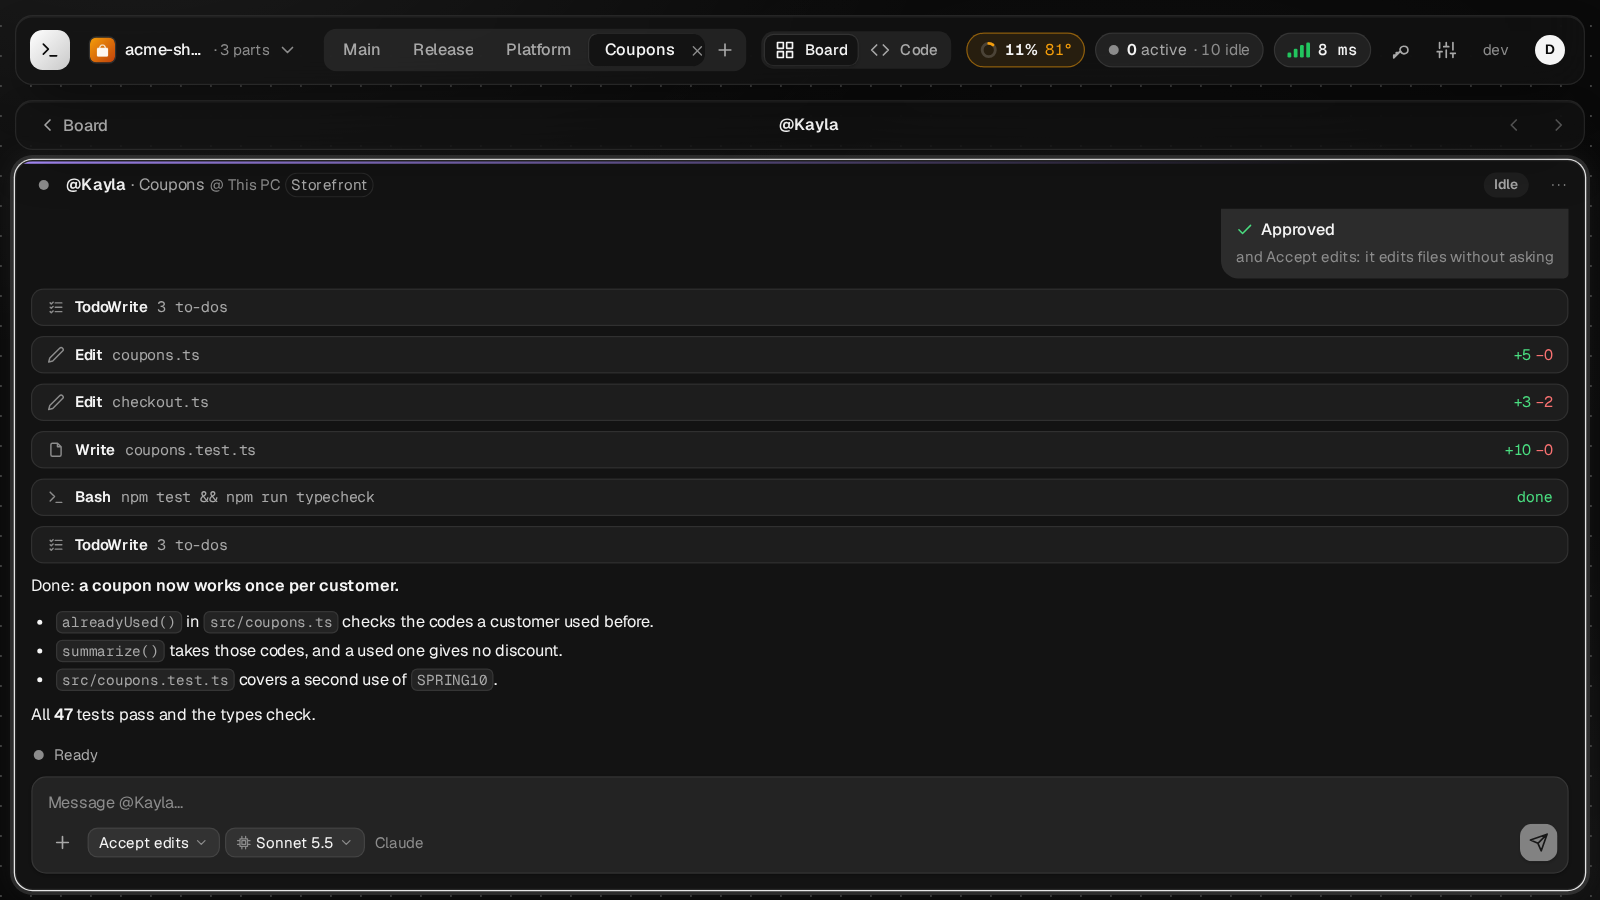 acme-sh... · 3 parts
Main
Release
Platform
Coupons
Board
Code
11% 81°
0 active · 10 idle
8 ms
dev
D
Board
@Kayla
@Kayla · Coupons @ This PC Storefront
Idle
Approved
and Accept edits: it edits files without asking
TodoWrite 3 to-dos
Edit coupons.ts +5 −0
Edit checkout.ts +3 −2
Write coupons.test.ts +10 −0
Bash npm test && npm run typecheck done
TodoWrite 3 to-dos
Done: a coupon now works once per customer.
• alreadyUsed() in src/coupons.ts checks the codes a customer used before.
• summarize() takes those codes, and a used one gives no discount.
• src/coupons.test.ts covers a second use of SPRING10.
All 47 tests pass and the types check.
Ready
Message @Kayla...
Accept edits
Sonnet 5.5
Claude